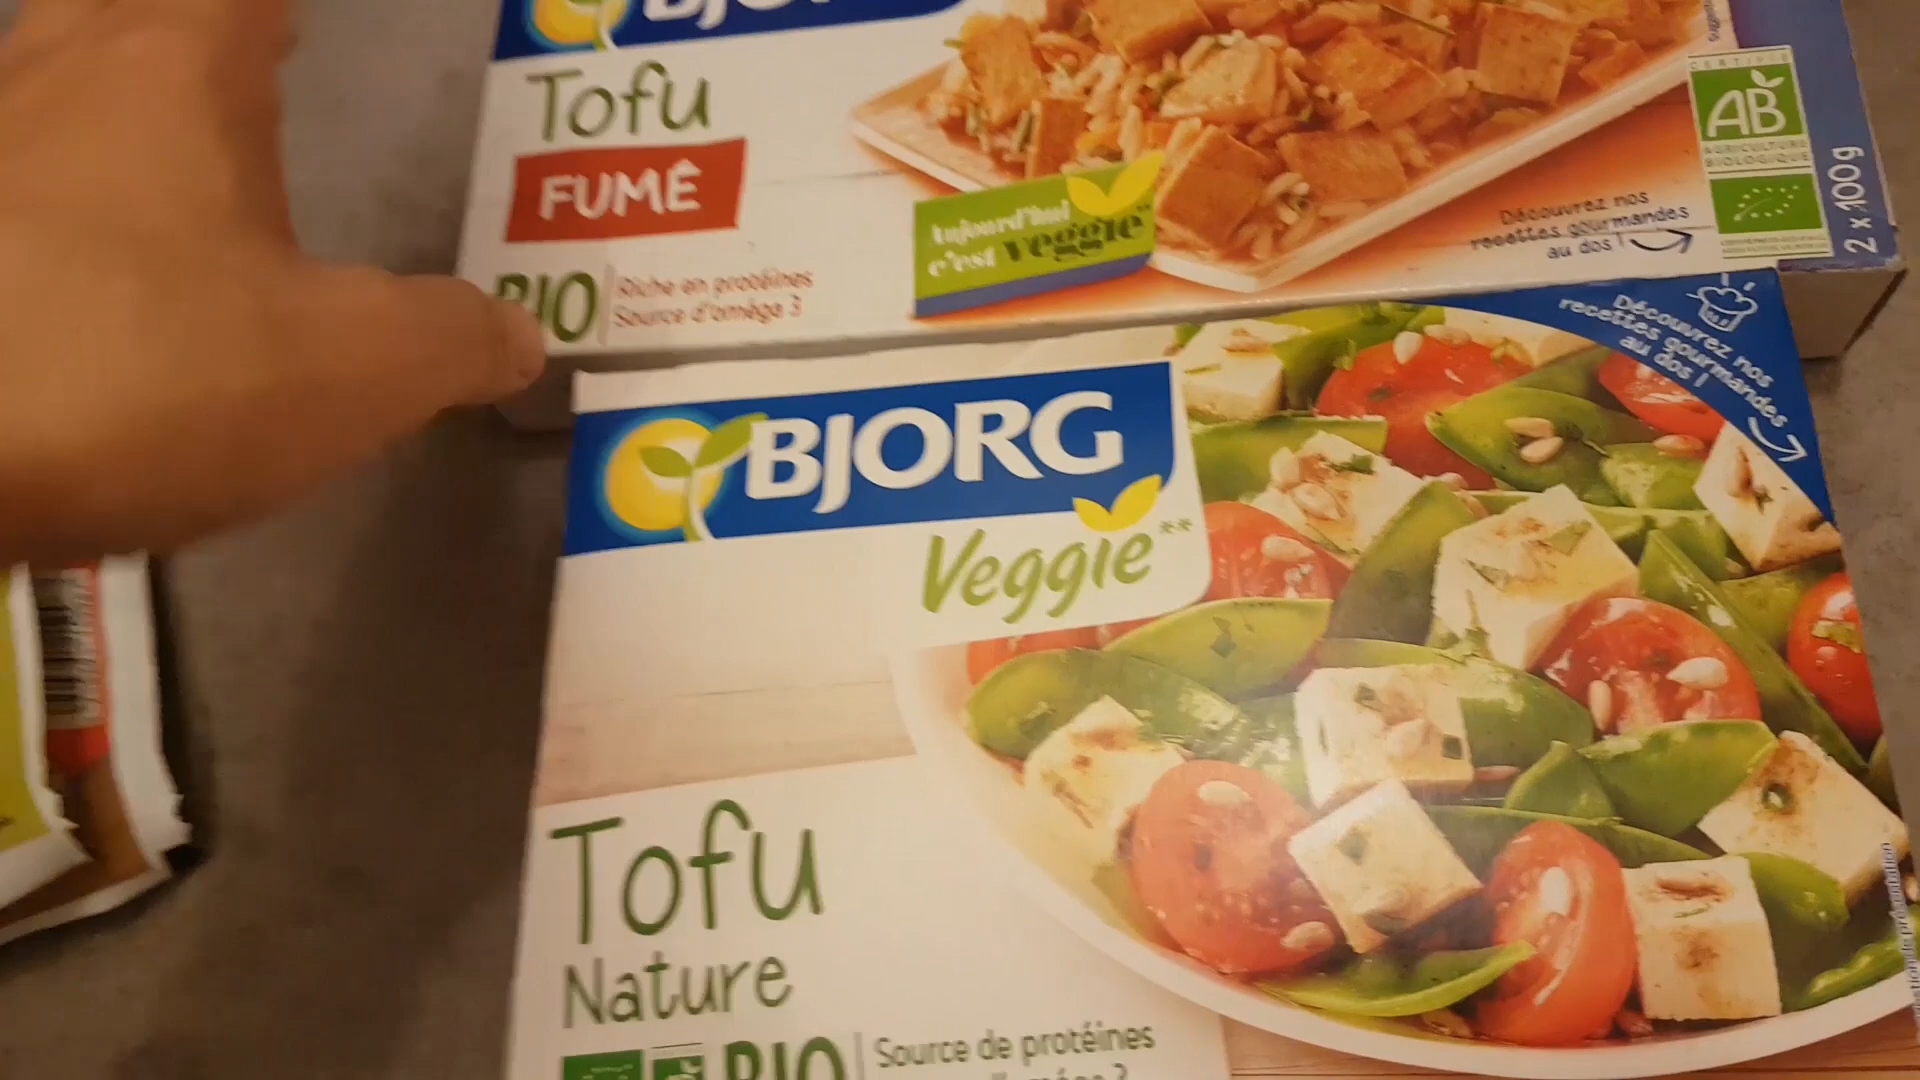 BJORG
Tofu
FUMÊ
BIO
Riche en protéines
Source d'oméga 3
Aujourd'hui
c'est veggie
Découvrez nos
recettes gourmandes
au dos !
CERTIFIÉ
AB
AGRICULTURE
BIOLOGIQUE
2 x 100g
BJORG
Veggie**
Découvrez nos
recettes gourmandes
au dos !
Tofu
Nature
BIO
Source de protéines